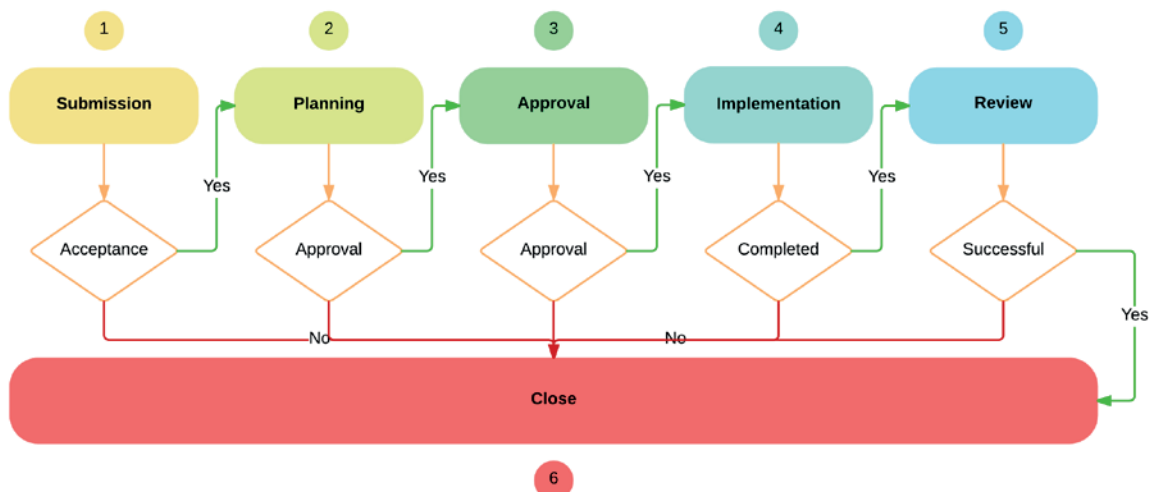 1
2
3
4
5
Submission
Planning
Approval
Implementation
Review
Yes
Yes
Yes
Yes
Acceptance
Approval
Approval
Completed
Successful
Yes
No
No
Close
6